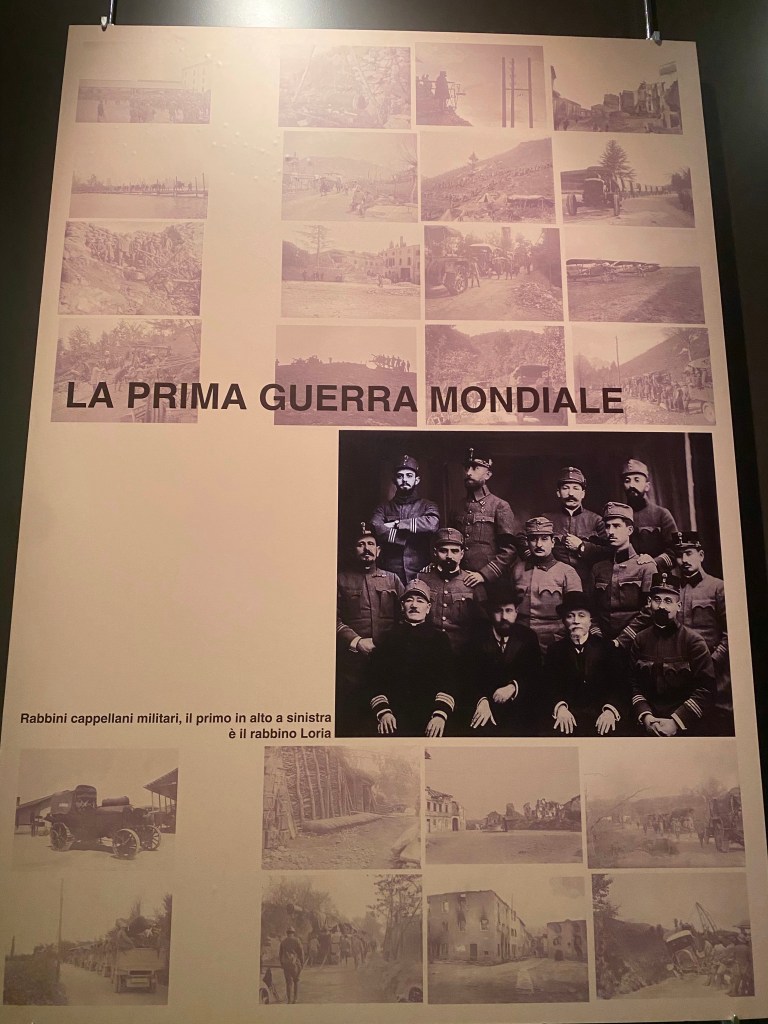 LA PRIMA GUERRA MONDIALE
Rabbini cappellani militari, il primo in alto a sinistra
è il rabbino Loria